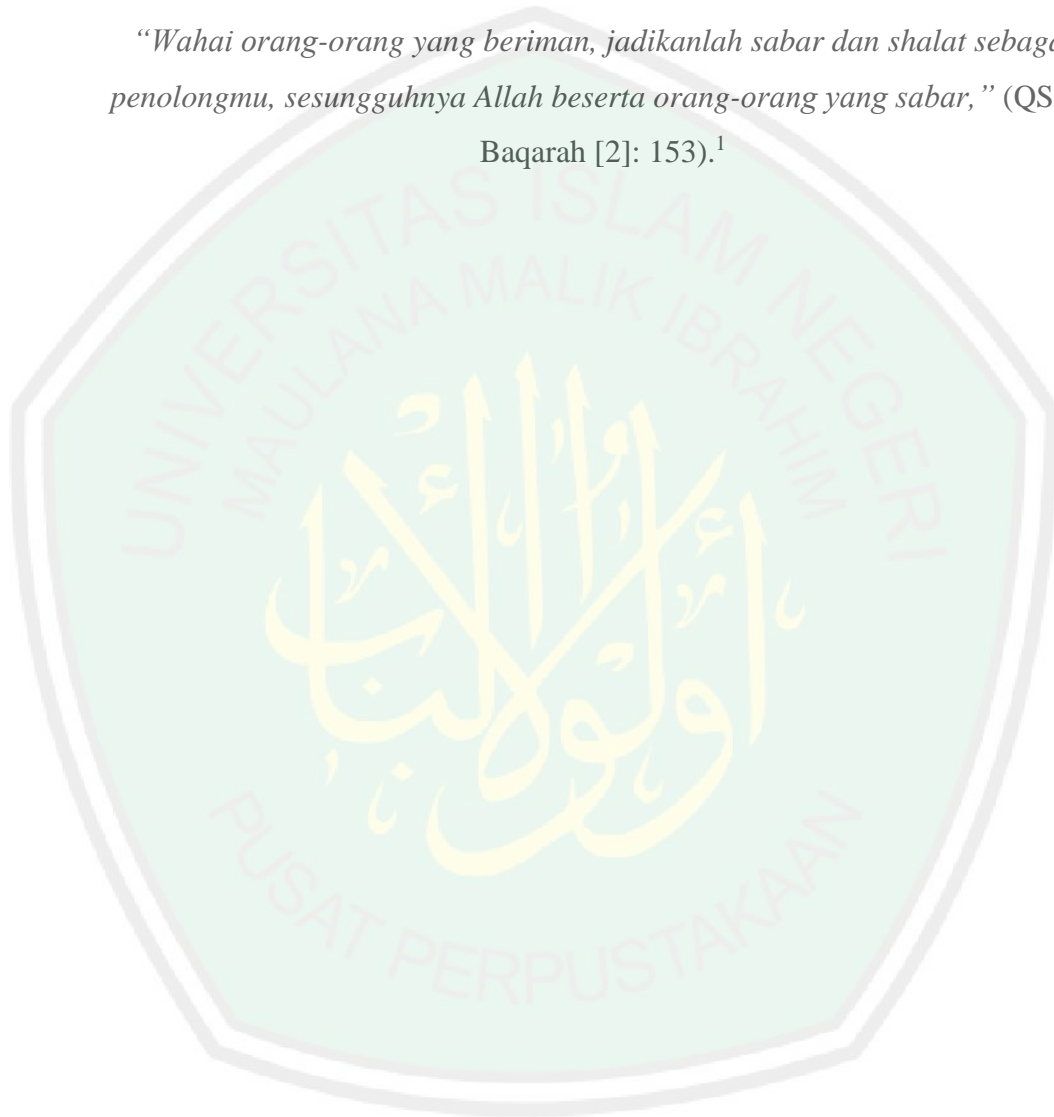 “Wahai orang-orang yang beriman, jadikanlah sabar dan shalat sebaga
penolongmu, sesungguhnya Allah beserta orang-orang yang sabar,” (QS
Baqarah [2]: 153).¹
UNIVERSITAS ISLAM NEGERI
MAULANA MALIK IBRAHIM
أولوا الألباب
PUSAT PERPUSTAKAAN